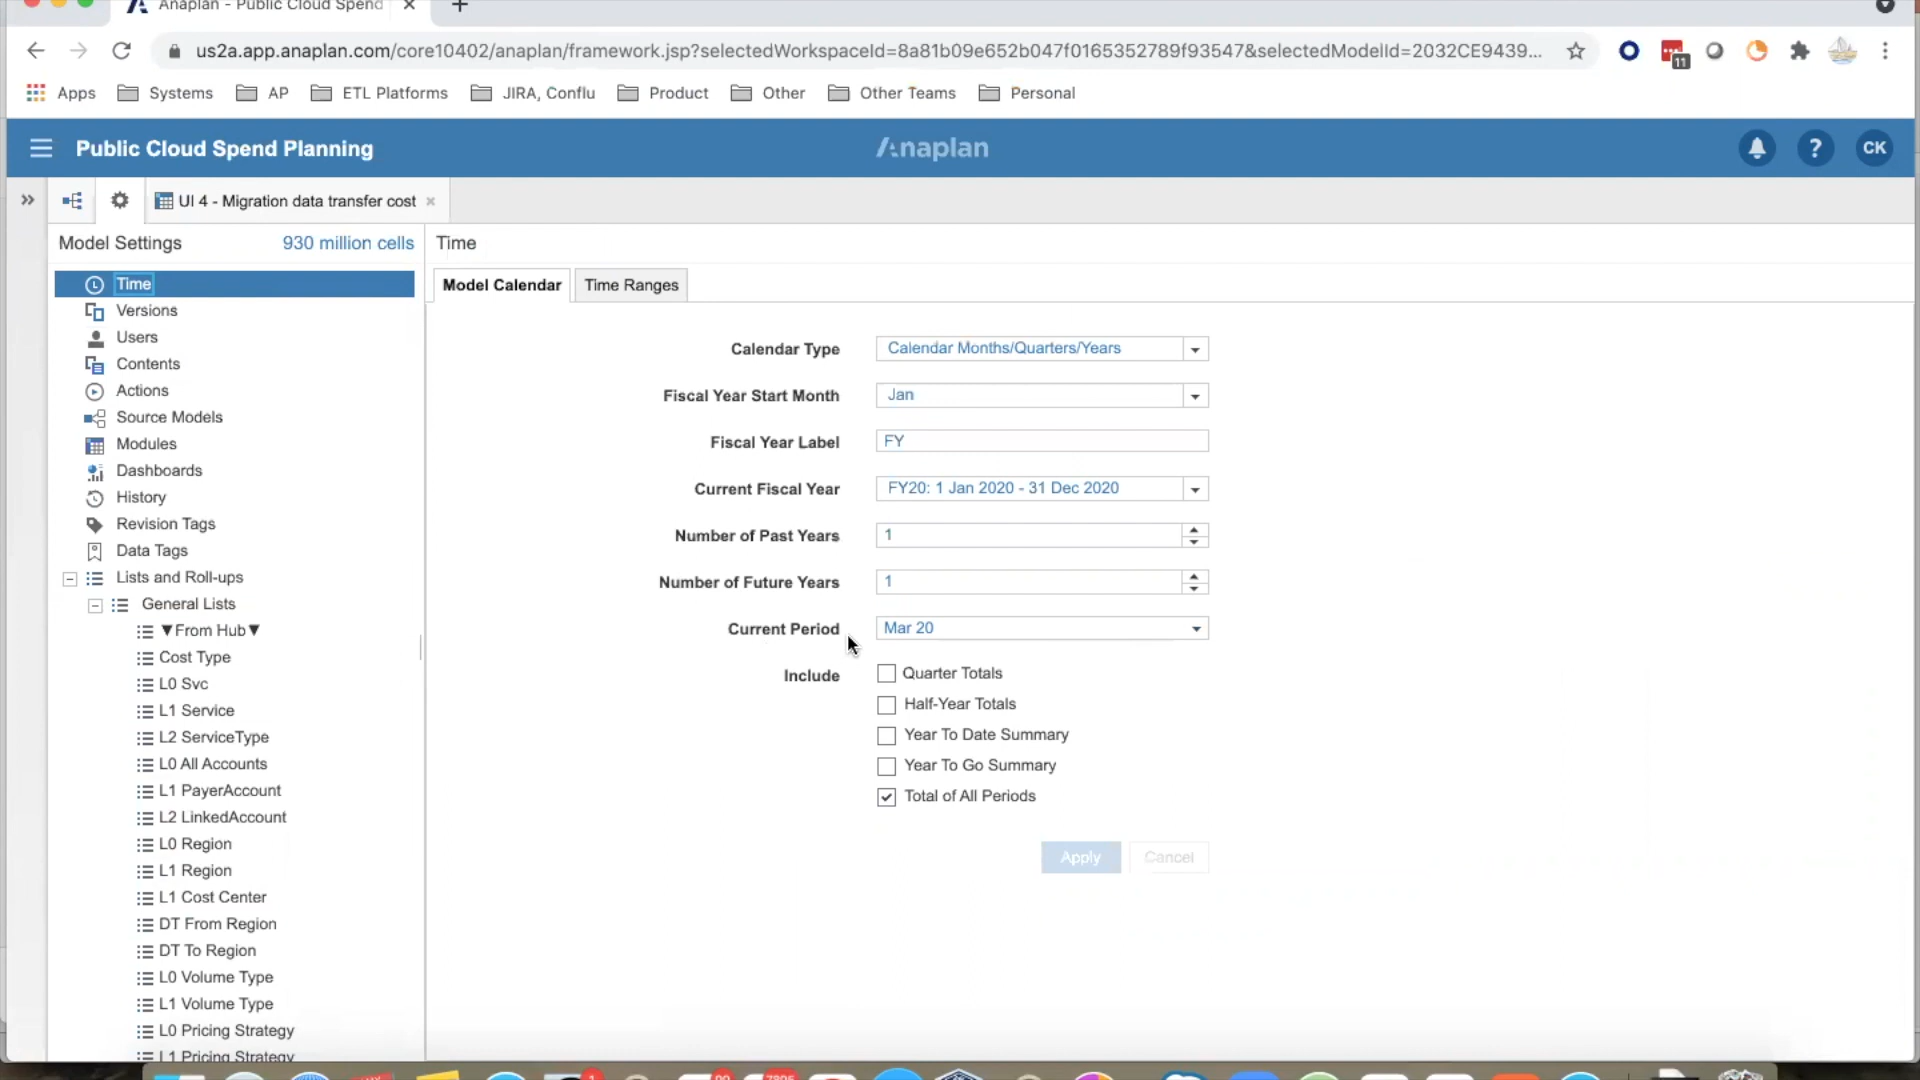 Anaplan - Public Cloud Spend
us2a.app.anaplan.com/core10402/anaplan/framework.jsp?selectedWorkspaceId=8a81b09e652b047f0165352789f93547&selectedModelId=2032CE9439...
11
Apps Systems AP ETL Platforms JIRA, Conflu Product Other Other Teams Personal
Public Cloud Spend Planning
Anaplan
? CK
UI 4 - Migration data transfer cost
Model Settings 930 million cells
Time
Versions
Users
Contents
Actions
Source Models
Modules
Dashboards
History
Revision Tags
Data Tags
Lists and Roll-ups
General Lists
▼From Hub▼
Cost Type
L0 Svc
L1 Service
L2 ServiceType
L0 All Accounts
L1 PayerAccount
L2 LinkedAccount
L0 Region
L1 Region
L1 Cost Center
DT From Region
DT To Region
L0 Volume Type
L1 Volume Type
L0 Pricing Strategy
L1 Pricing Strategy
Time
Model Calendar Time Ranges
Calendar Type Calendar Months/Quarters/Years
Fiscal Year Start Month Jan
Fiscal Year Label FY
Current Fiscal Year FY20: 1 Jan 2020 - 31 Dec 2020
Number of Past Years 1
Number of Future Years 1
Current Period Mar 20
Include Quarter Totals
Half-Year Totals
Year To Date Summary
Year To Go Summary
Total of All Periods
Apply Cancel